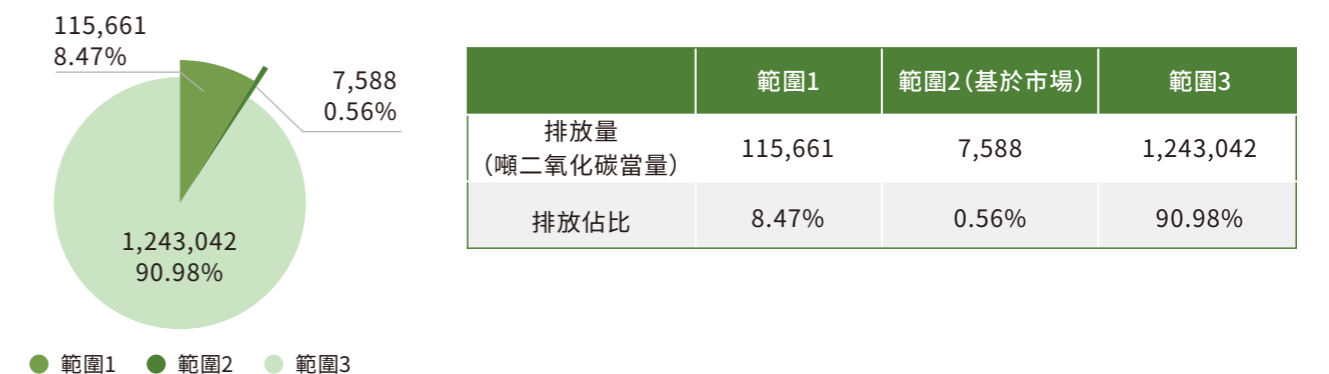 115,661
8.47%
7,588
0.56%
1,243,042
90.98%
範圍1 範圍2 範圍3
範圍1 範圍2（基於市場） 範圍3
排放量
（噸二氧化碳當量） 115,661 7,588 1,243,042
排放佔比 8.47% 0.56% 90.98%